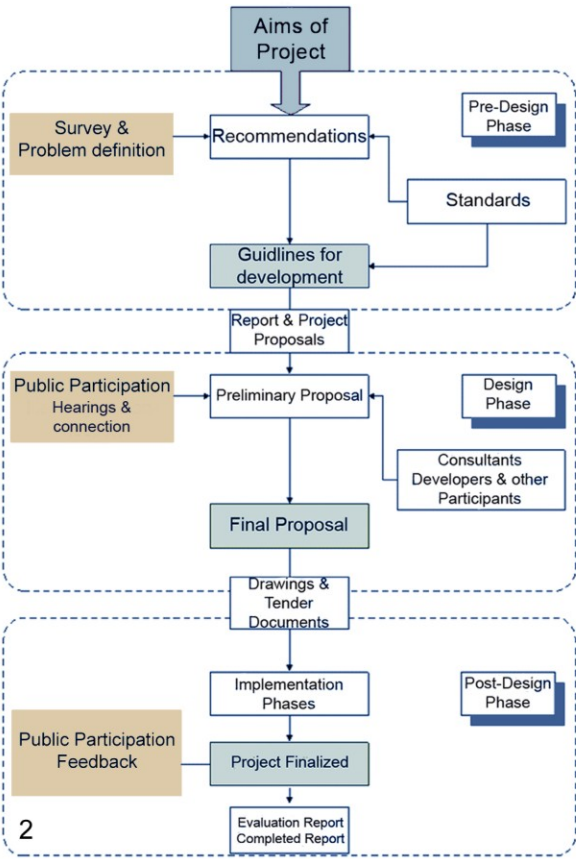 Aims of
Project
Pre-Design
Phase
Survey &
Problem definition
Recommendations
Standards
Guidlines for
development
Report & Project
Proposals
Public Participation
Hearings &
connection
Preliminary Proposal
Design
Phase
Consultants
Developers & other
Participants
Final Proposal
Drawings &
Tender
Documents
Implementation
Phases
Post-Design
Phase
Public Participation
Feedback
Project Finalized
Evaluation Report
Completed Report
2